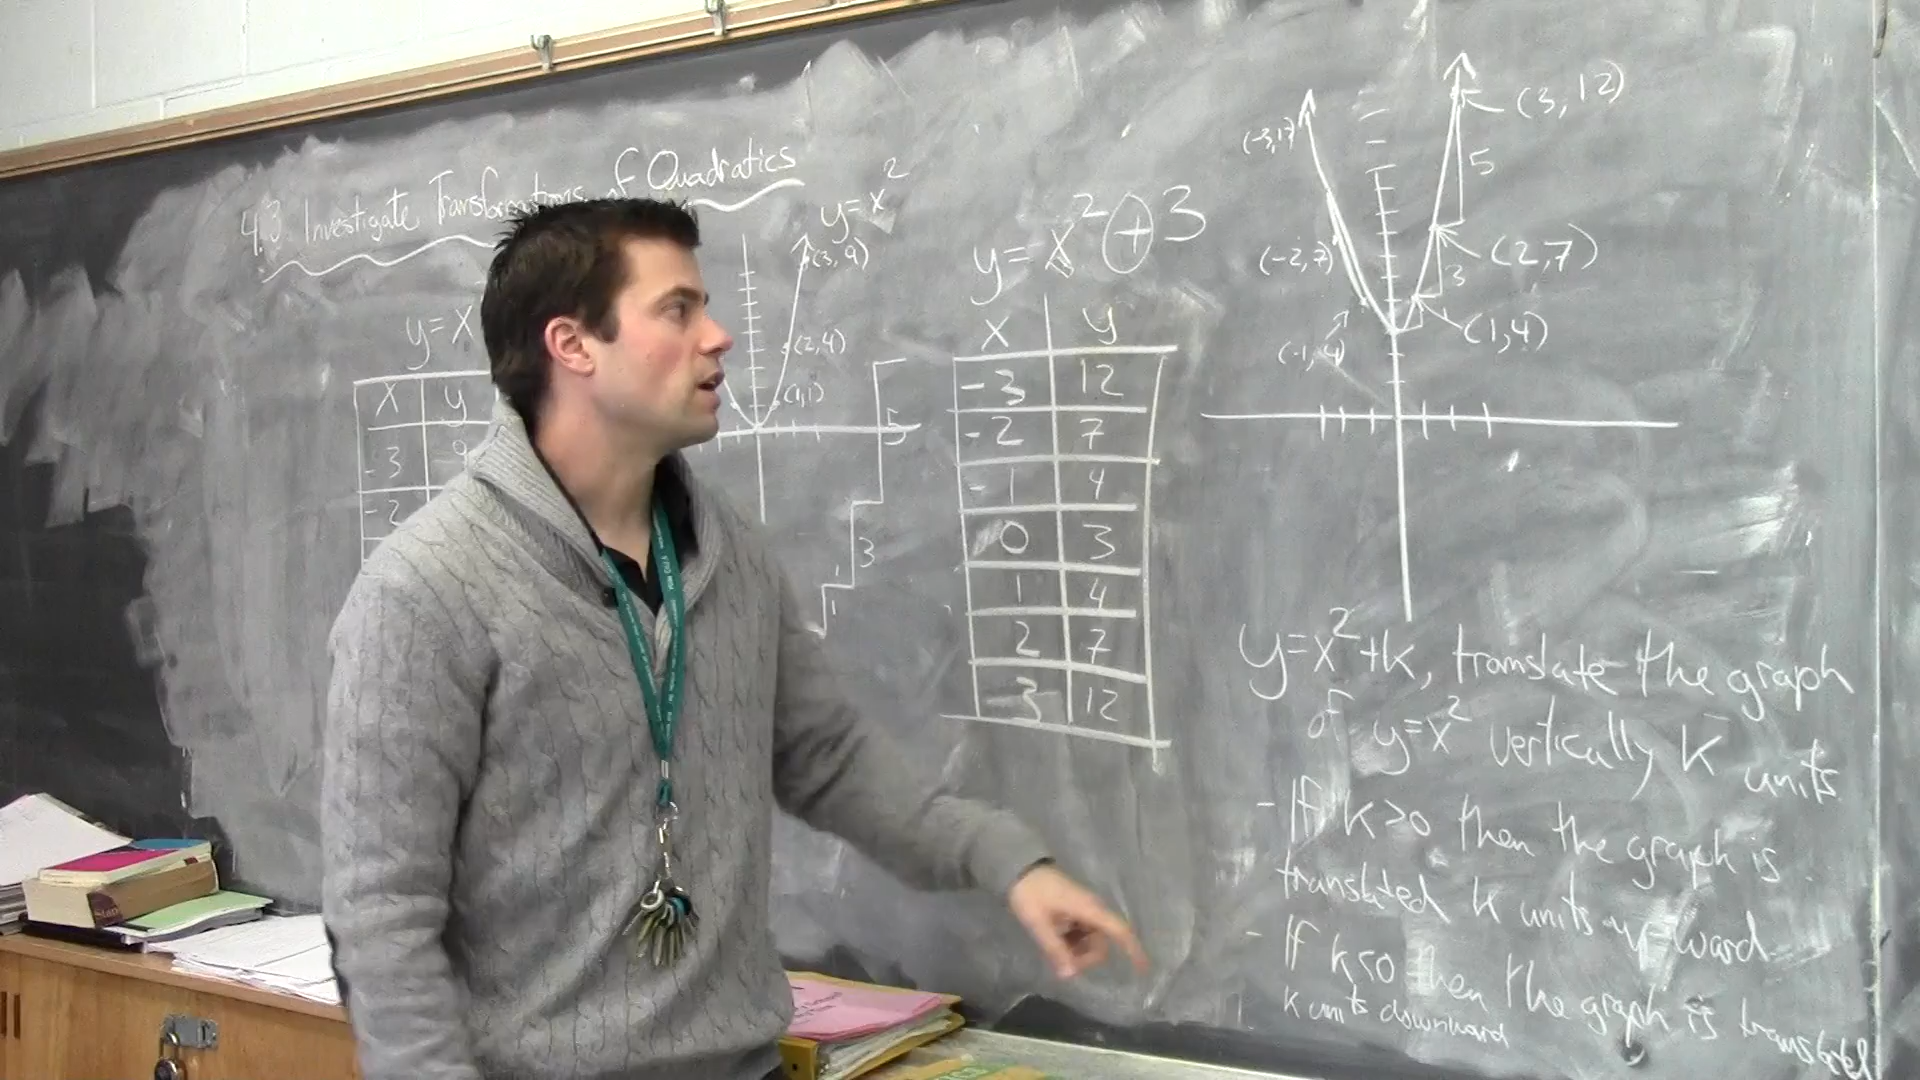 4.3 Investigate Transformations of Quadratics
y=x
x y
-3 9
-2
y=x²
(3,9)
(2,4)
(1,1)
5
3
1
1
y=x²+3
x y
-3 12
-2 7
-1 4
0 3
1 4
2 7
3 12
(3,12)
5
(-2,7)
(2,7)
3
(1,4)
(-1,4)
y=x²+k, translate the graph
of y=x² vertically k units
- If k>0 then the graph is
translated k units upward
- If k<0 then the graph is translated
k units downward